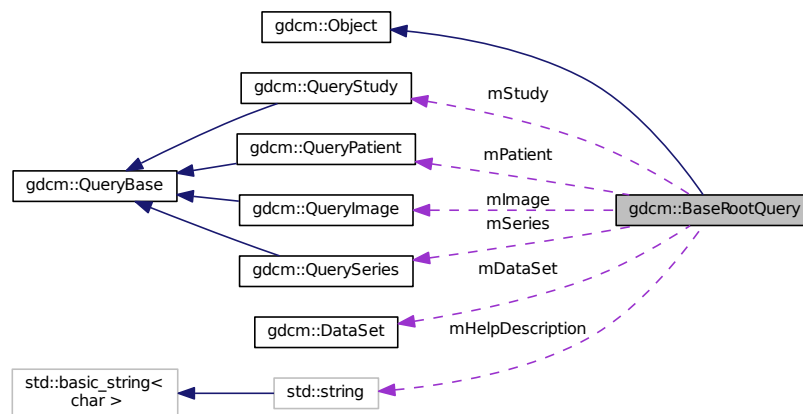 gdcm::Object
gdcm::QueryStudy
mStudy
gdcm::QueryPatient
mPatient
gdcm::QueryBase
gdcm::QueryImage
mImage
gdcm::BaseRootQuery
mSeries
gdcm::QuerySeries
mDataSet
gdcm::DataSet
mHelpDescription
std::basic_string<
char >
std::string